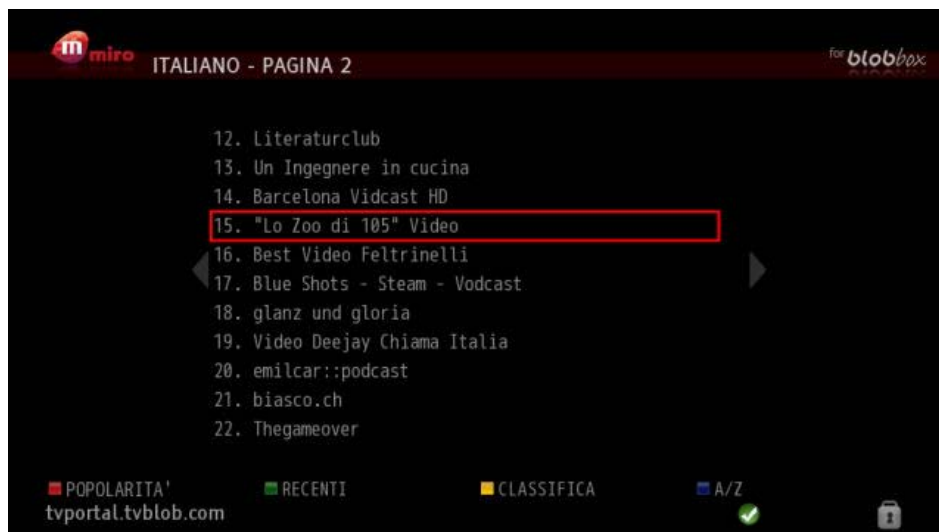 miro
ITALIANO - PAGINA 2
for blobbox
12. Literaturclub
13. Un Ingegnere in cucina
14. Barcelona Vidcast HD
15. "Lo Zoo di 105" Video
16. Best Video Feltrinelli
17. Blue Shots - Steam - Vodcast
18. glanz und gloria
19. Video Deejay Chiama Italia
20. emilcar::podcast
21. biasco.ch
22. Thegameover
POPOLARITA' RECENTI CLASSIFICA A/Z
tvportal.tvblob.com